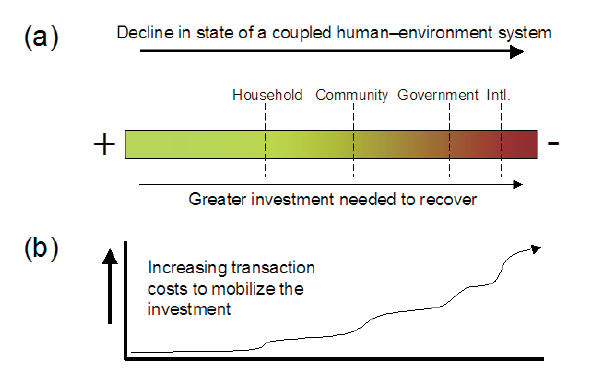 (a)
Decline in state of a coupled human–environment system
Household Community Government Intl.
+ -
Greater investment needed to recover
(b)
Increasing transaction
costs to mobilize the
investment